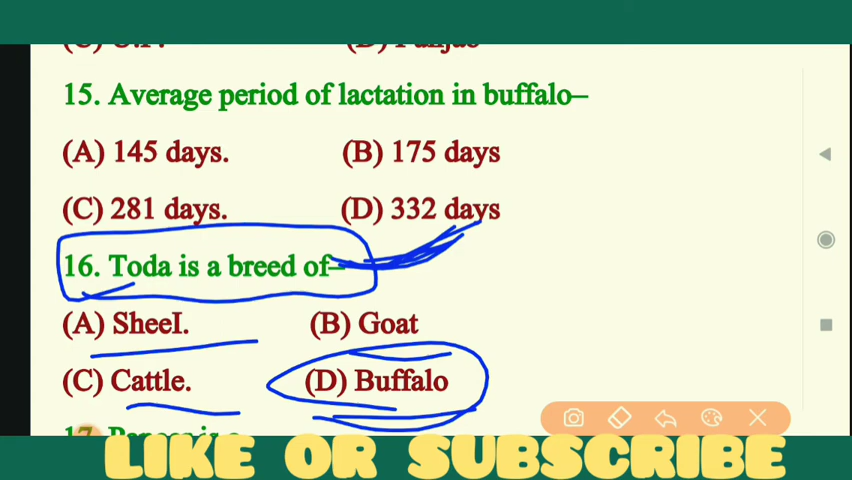 15. Average period of lactation in buffalo–
(A) 145 days. (B) 175 days
(C) 281 days. (D) 332 days
16. Toda is a breed of–
(A) SheeI. (B) Goat
(C) Cattle. (D) Buffalo
17.
LIKE OR SUBSCRIBE